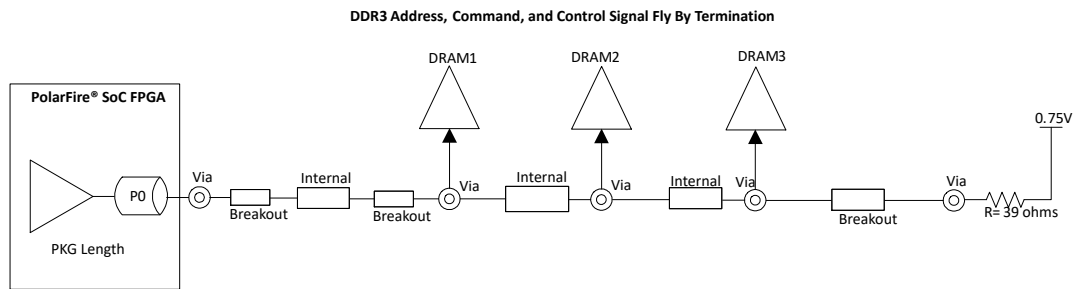 DDR3 Address, Command, and Control Signal Fly By Termination
DRAM1
DRAM2
DRAM3
PolarFire® SoC FPGA
0.75V
P0
Via
Breakout
Internal
Breakout
Via
Internal
Via
Internal
Via
Breakout
Via
R= 39 ohms
PKG Length